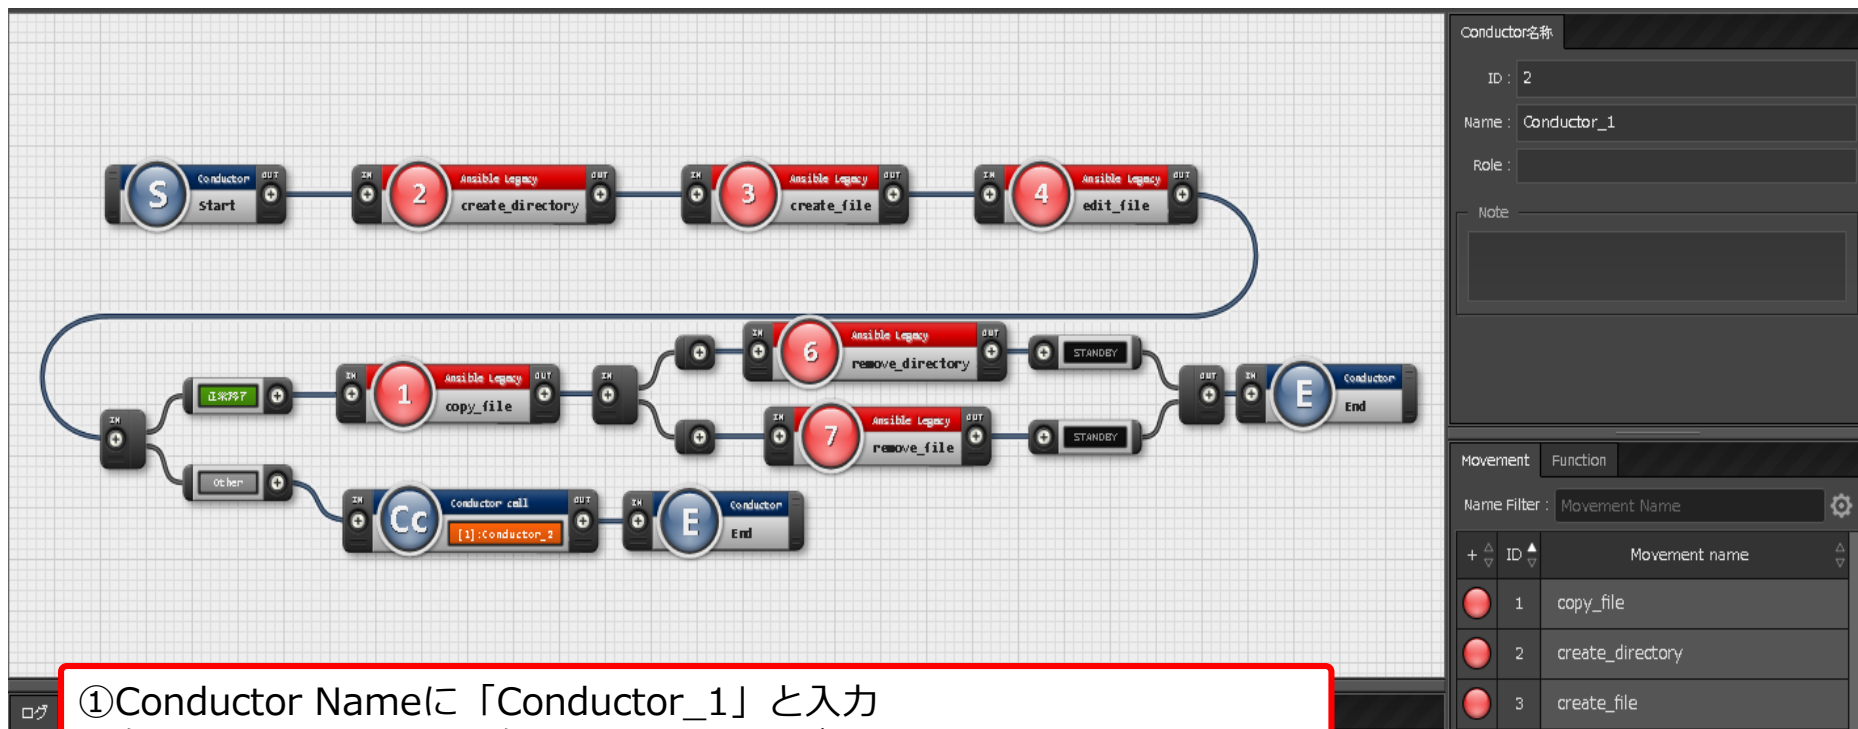 Conductor
Start
OUT
IN
2
Ansible Legacy
create_directory
OUT
IN
3
Ansible Legacy
create_file
OUT
IN
4
Ansible Legacy
edit_file
OUT
S
IN
正常終了
Other
IN
1
Ansible Legacy
copy_file
OUT
IN
IN
6
Ansible Legacy
remove_directory
OUT
STANDBY
IN
7
Ansible Legacy
remove_file
OUT
STANDBY
OUT
IN
E
Conductor
End
IN
Cc
Conductor call
[1]:Conductor_2
OUT
IN
E
Conductor
End
Conductor名称
ID : 2
Name : Conductor_1
Role :
Note
Movement Function
Name Filter : Movement Name
+ ID Movement name
1 copy_file
2 create_directory
3 create_file
ログ
①Conductor Nameに「Conductor_1」と入力